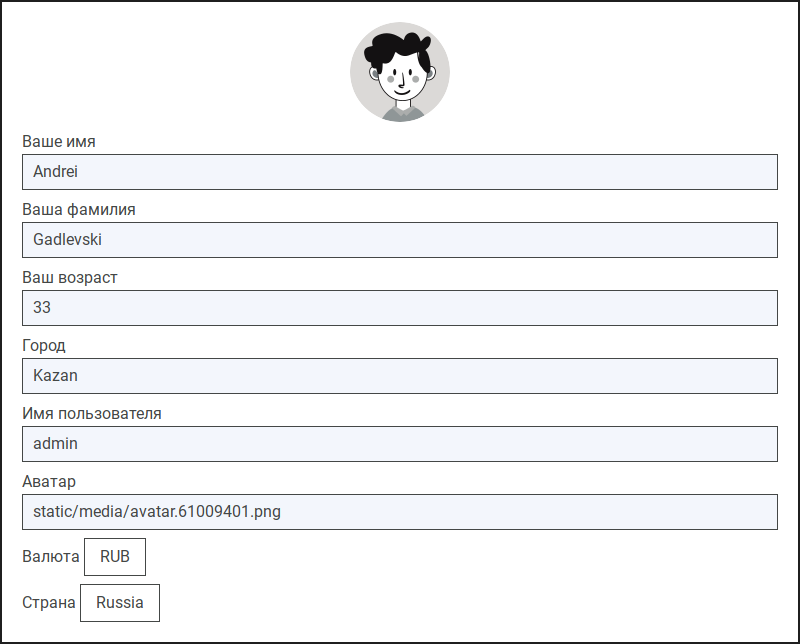 Ваше имя
Andrei
Ваша фамилия
Gadlevski
Ваш возраст
33
Город
Kazan
Имя пользователя
admin
Аватар
static/media/avatar.61009401.png
Валюта RUB
Страна Russia